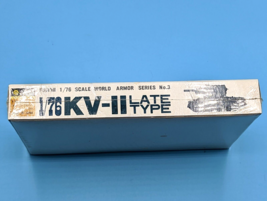 1/76 SCALE WORLD ARMOR SERIES No.3
1/76 KV-II LATE TYPE